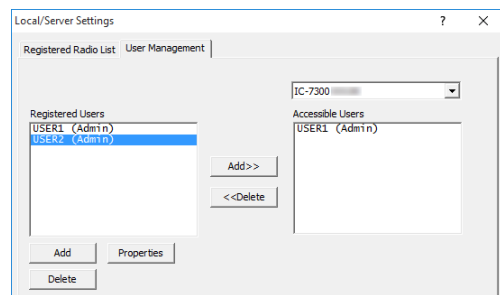 Local/Server Settings ? ×
Registered Radio List User Management
IC-7300
Registered Users Accessible Users
USER1 (Admin) USER1 (Admin)
USER2 (Admin)
Add>>
<<Delete
Add Properties
Delete